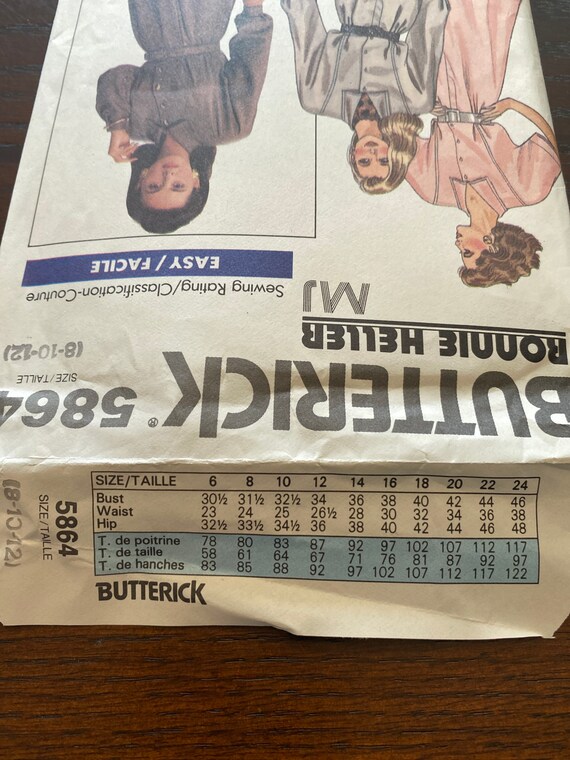 EASY / FACILE
Sewing Rating/Classification-Couture
MJ
RONNIE HELLER
(8-10-12)
SIZE/TAILLE
BUTTERICK® 5864
SIZE/TAILLE 6 8 10 12 14 16 18 20 22 24
Bust 30½ 31½ 32½ 34 36 38 40 42 44 46
Waist 23 24 25 26½ 28 30 32 34 36 38
Hip 32½ 33½ 34½ 36 38 40 42 44 46 48
T. de poitrine 78 80 83 87 92 97 102 107 112 117
T. de taille 58 61 64 67 71 76 81 87 92 97
T. de hanches 83 85 88 92 97 102 107 112 117 122
BUTTERICK
5864
SIZE/TAILLE
(8-10-12)